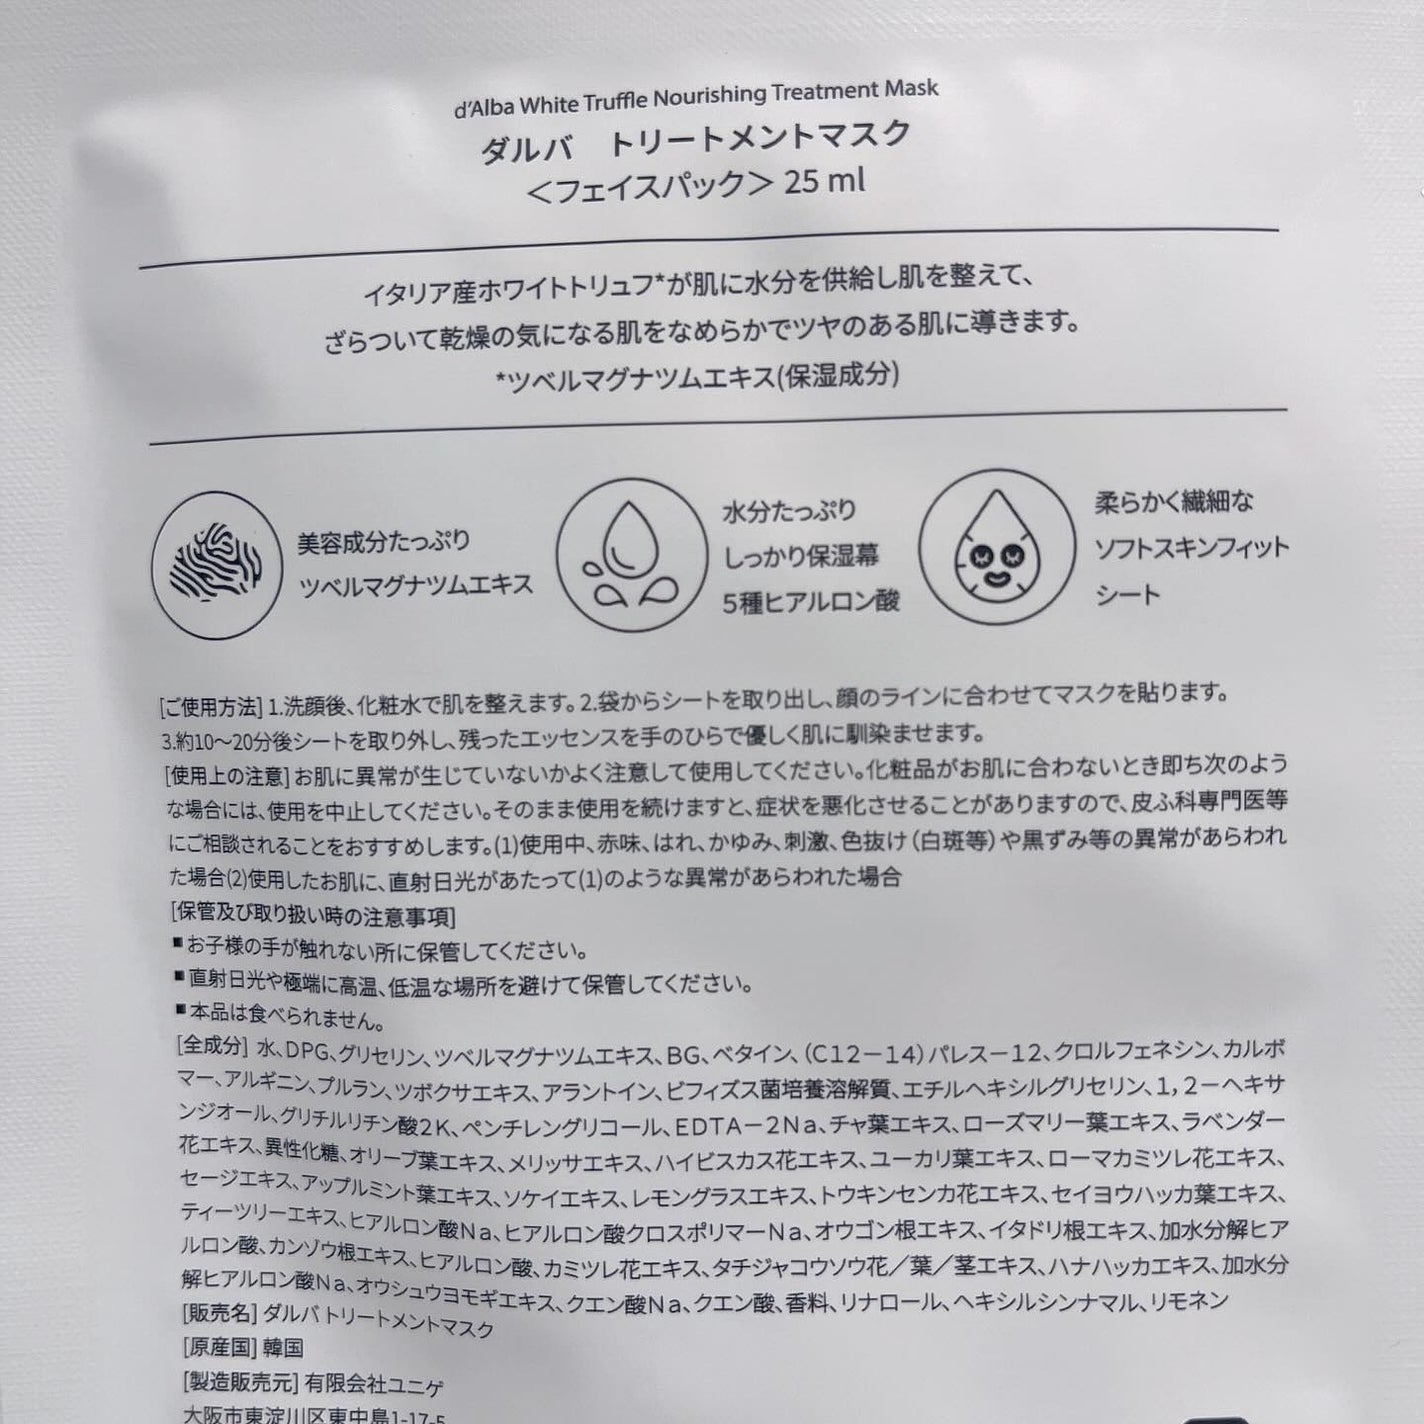 d'Alba White Truffle Nourishing Treatment Mask
ダルバ　トリートメントマスク
＜フェイスパック＞ 25 ml
イタリア産ホワイトトリュフ*が肌に水分を供給し肌を整えて、
ざらついて乾燥の気になる肌をなめらかでツヤのある肌に導きます。
*ツベルマグナツムエキス(保湿成分)
美容成分たっぷり
ツベルマグナツムエキス
水分たっぷり
しっかり保湿幕
5種ヒアルロン酸
柔らかく繊細な
ソフトスキンフィット
シート
[ご使用方法] 1.洗顔後、化粧水で肌を整えます。2.袋からシートを取り出し、顔のラインに合わせてマスクを貼ります。
3.約10〜20分後シートを取り外し、残ったエッセンスを手のひらで優しく肌に馴染ませます。
[使用上の注意] お肌に異常が生じていないかよく注意して使用してください。化粧品がお肌に合わないとき即ち次のよう
な場合には、使用を中止してください。そのまま使用を続けますと、症状を悪化させることがありますので、皮ふ科専門医等
にご相談されることをおすすめします。(1)使用中、赤味、はれ、かゆみ、刺激、色抜け（白斑等）や黒ずみ等の異常があらわれ
た場合(2)使用したお肌に、直射日光があたって(1)のような異常があらわれた場合
[保管及び取り扱い時の注意事項]
■お子様の手が触れない所に保管してください。
■直射日光や極端に高温、低温な場所を避けて保管してください。
■本品は食べられません。
[全成分] 水、DPG、グリセリン、ツベルマグナツムエキス、BG、ベタイン、（C12－14）パレス－12、クロルフェネシン、カルボ
マー、アルギニン、プルラン、ツボクサエキス、アラントイン、ビフィズス菌培養溶解質、エチルヘキシルグリセリン、1，2－ヘキサ
ンジオール、グリチルリチン酸2K、ペンチレングリコール、EDTA－2Na、チャ葉エキス、ローズマリー葉エキス、ラベンダー
花エキス、異性化糖、オリーブ葉エキス、メリッサエキス、ハイビスカス花エキス、ユーカリ葉エキス、ローマカミツレ花エキス、
セージエキス、アップルミント葉エキス、ソケイエキス、レモングラスエキス、トウキンセンカ花エキス、セイヨウハッカ葉エキス、
ティーツリーエキス、ヒアルロン酸Na、ヒアルロン酸クロスポリマーNa、オウゴン根エキス、イタドリ根エキス、加水分解ヒア
ルロン酸、カンゾウ根エキス、ヒアルロン酸、カミツレ花エキス、タチジャコウソウ花／葉／茎エキス、ハナハッカエキス、加水分
解ヒアルロン酸Na、オウシュウヨモギエキス、クエン酸Na、クエン酸、香料、リナロール、ヘキシルシンナマル、リモネン
[販売名] ダルバトリートメントマスク
[原産国] 韓国
[製造販売元] 有限会社ユニゲ
大阪市東淀川区東中島1-17-5